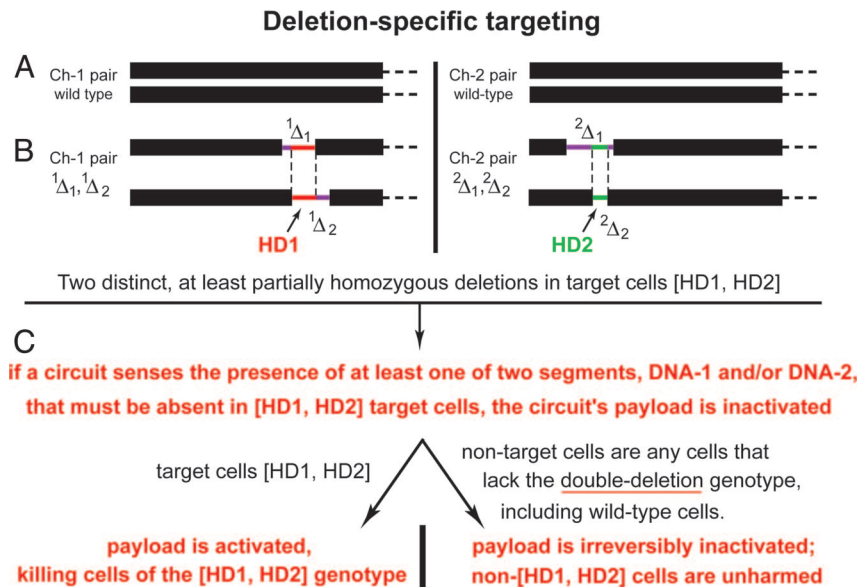 Deletion-specific targeting
A
Ch-1 pair
wild type
Ch-2 pair
wild-type
B
Ch-1 pair
¹Δ₁, ¹Δ₂
¹Δ₁
¹Δ₂
HD1
Ch-2 pair
²Δ₁, ²Δ₂
²Δ₁
²Δ₂
HD2
Two distinct, at least partially homozygous deletions in target cells [HD1, HD2]
C
if a circuit senses the presence of at least one of two segments, DNA-1 and/or DNA-2,
that must be absent in [HD1, HD2] target cells, the circuit's payload is inactivated
target cells [HD1, HD2]
non-target cells are any cells that
lack the double-deletion genotype,
including wild-type cells.
payload is activated,
killing cells of the [HD1, HD2] genotype
payload is irreversibly inactivated;
non-[HD1, HD2] cells are unharmed